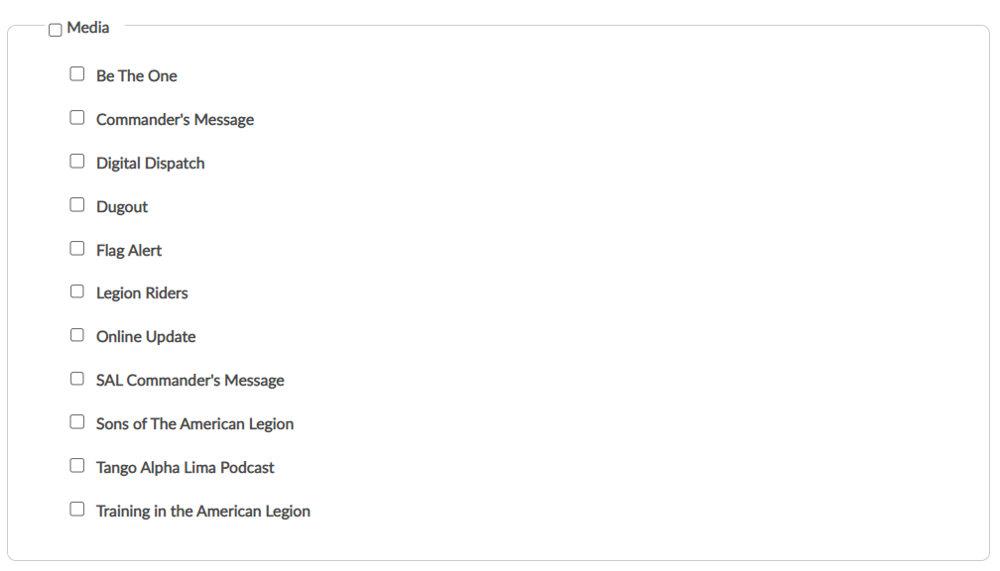 Media
Be The One
Commander's Message
Digital Dispatch
Dugout
Flag Alert
Legion Riders
Online Update
SAL Commander's Message
Sons of The American Legion
Tango Alpha Lima Podcast
Training in the American Legion